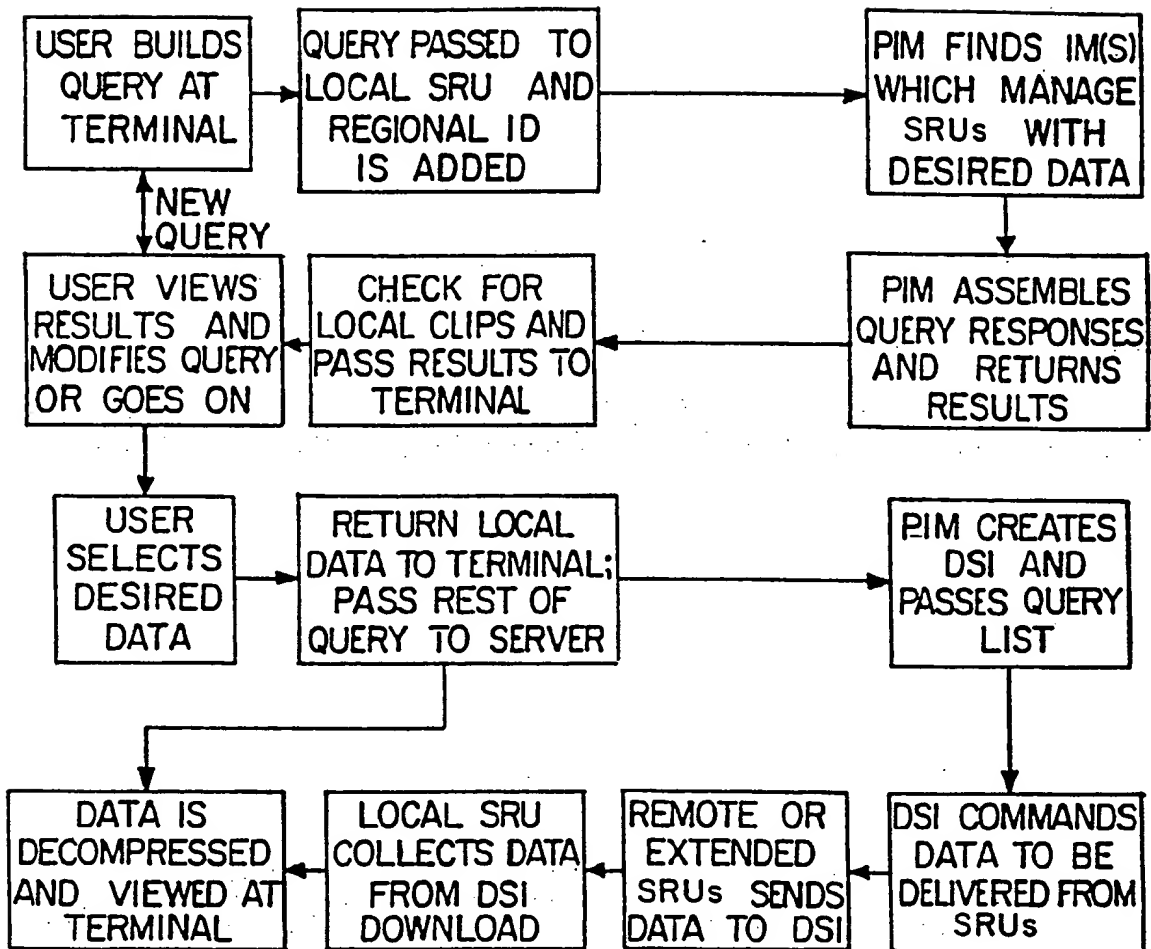 USER BUILDS
QUERY AT
TERMINAL
QUERY PASSED TO
LOCAL SRU AND
REGIONAL ID
IS ADDED
PIM FINDS IM(S)
WHICH MANAGE
SRUs WITH
DESIRED DATA
NEW
QUERY
USER VIEWS
RESULTS AND
MODIFIES QUERY
OR GOES ON
CHECK FOR
LOCAL CLIPS AND
PASS RESULTS TO
TERMINAL
PIM ASSEMBLES
QUERY RESPONSES
AND RETURNS
RESULTS
USER
SELECTS
DESIRED
DATA
RETURN LOCAL
DATA TO TERMINAL;
PASS REST OF
QUERY TO SERVER
PIM CREATES
DSI AND
PASSES QUERY
LIST
DATA IS
DECOMPRESSED
AND VIEWED AT
TERMINAL
LOCAL SRU
COLLECTS DATA
FROM DSI
DOWNLOAD
REMOTE OR
EXTENDED
SRUs SENDS
DATA TO DSI
DSI COMMANDS
DATA TO BE
DELIVERED FROM
SRUs